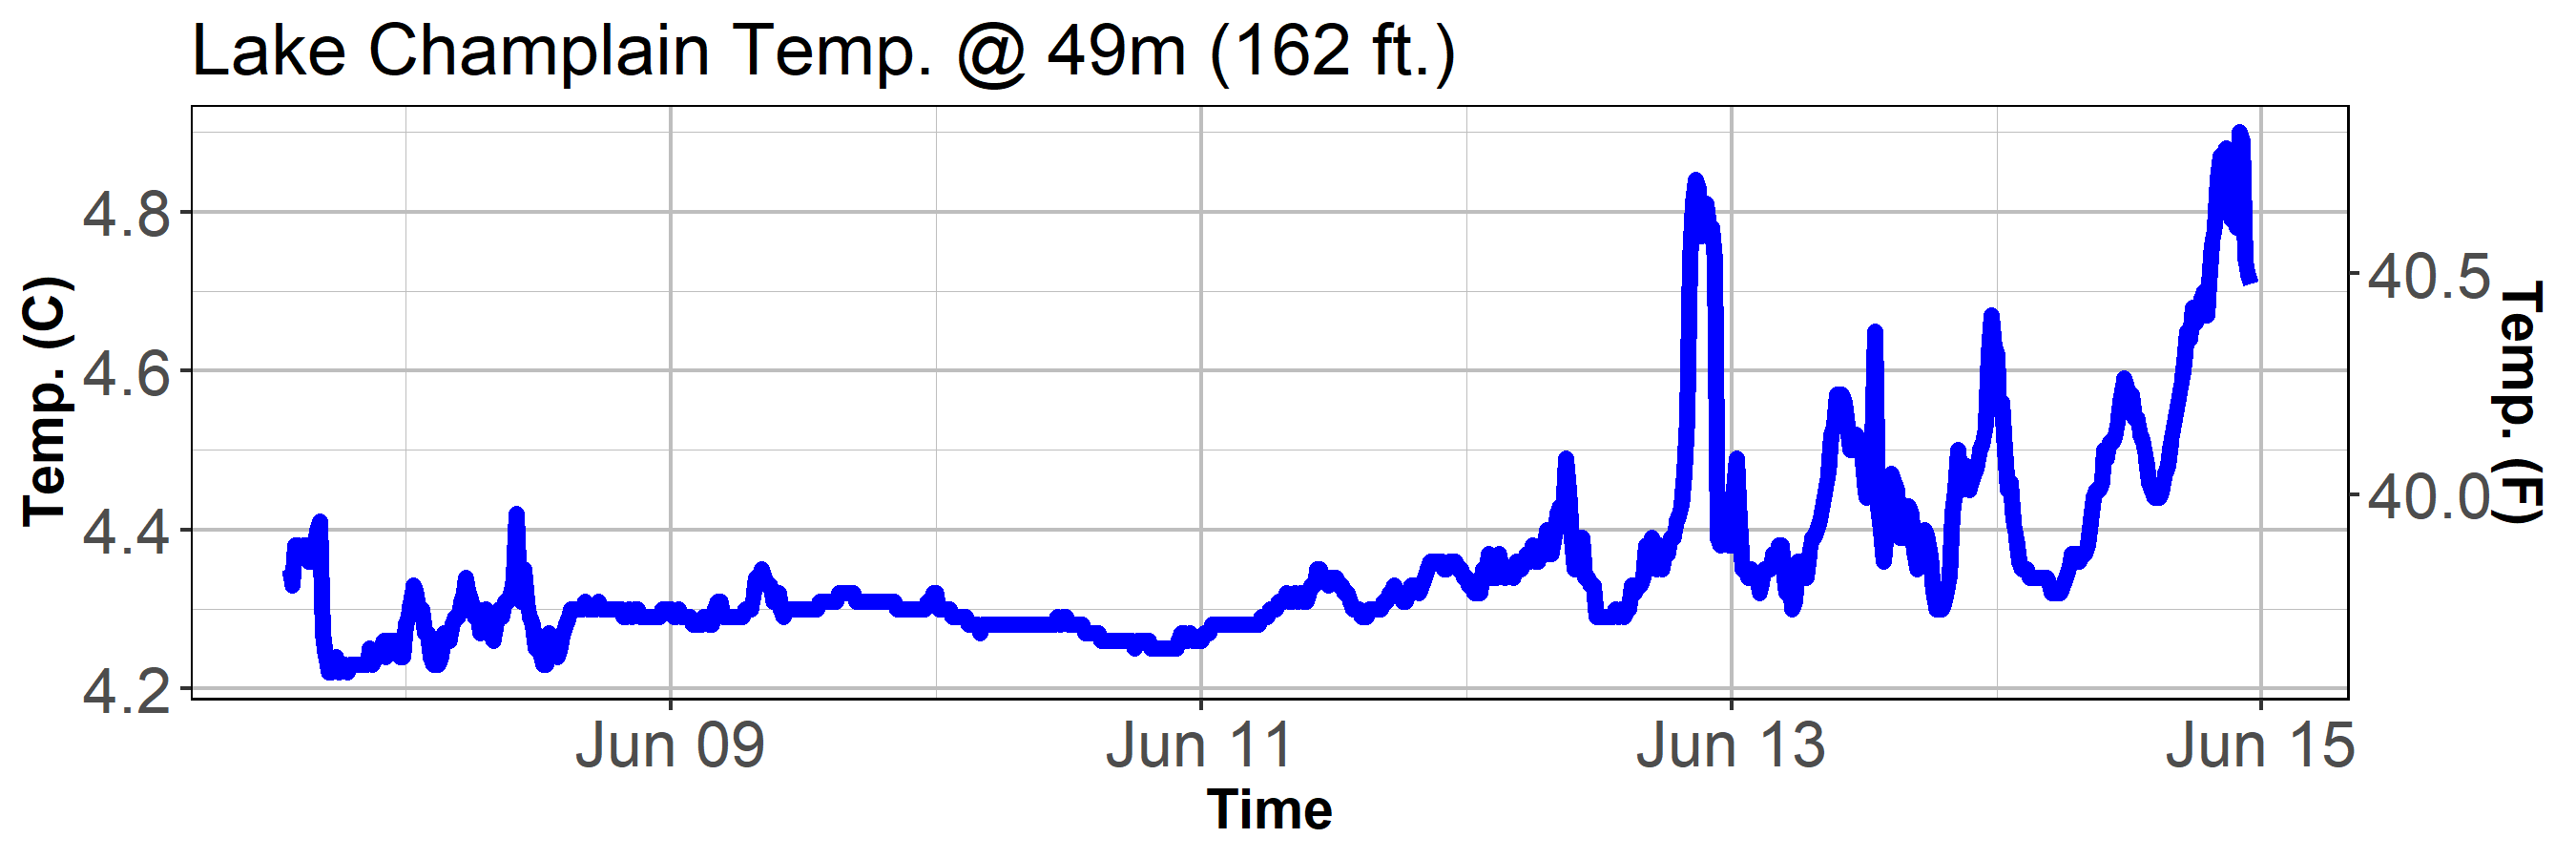 Lake Champlain Temp. @ 49m (162 ft.)
Temp. (C)
4.8
4.6
4.4
4.2
40.5
40.0
Temp. (F)
Jun 09
Jun 11
Jun 13
Jun 15
Time